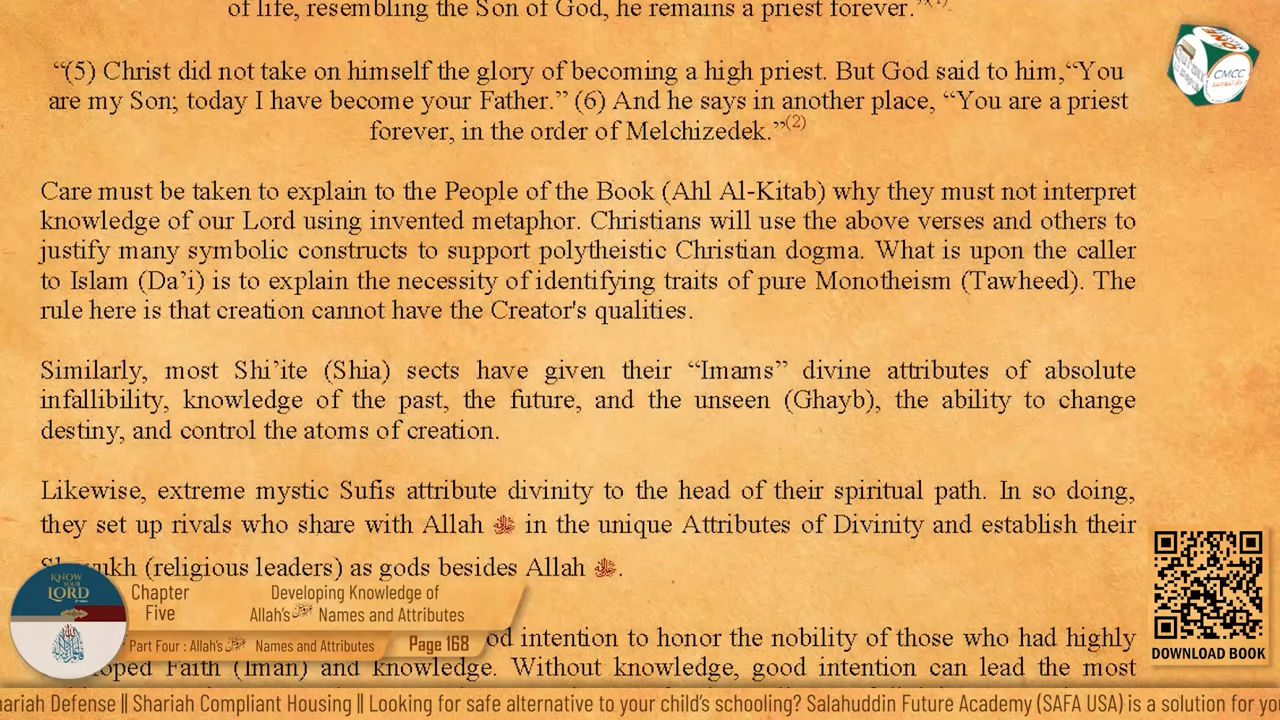 of life, resembling the Son of God, he remains a priest forever.”(1)
“(5) Christ did not take on himself the glory of becoming a high priest. But God said to him,“You
are my Son; today I have become your Father.” (6) And he says in another place, “You are a priest
forever, in the order of Melchizedek.”(2)
Care must be taken to explain to the People of the Book (Ahl Al-Kitab) why they must not interpret
knowledge of our Lord using invented metaphor. Christians will use the above verses and others to
justify many symbolic constructs to support polytheistic Christian dogma. What is upon the caller
to Islam (Da’i) is to explain the necessity of identifying traits of pure Monotheism (Tawheed). The
rule here is that creation cannot have the Creator's qualities.
Similarly, most Shi’ite (Shia) sects have given their “Imams” divine attributes of absolute
infallibility, knowledge of the past, the future, and the unseen (Ghayb), the ability to change
destiny, and control the atoms of creation.
Likewise, extreme mystic Sufis attribute divinity to the head of their spiritual path. In so doing,
they set up rivals who share with Allah ﷻ in the unique Attributes of Divinity and establish their
(religious leaders) as gods besides Allah ﷻ.
intention to honor the nobility of those who had highly
Faith (Iman) and knowledge. Without knowledge, good intention can lead the most
CMCC
KNOW
YOUR
LORD
Chapter
Five
Developing Knowledge of
Allah’s ﷻ Names and Attributes
Part Four : Allah’s ﷻ Names and Attributes
Page 168
DOWNLOAD BOOK
Shariah Defense || Shariah Compliant Housing || Looking for safe alternative to your child’s schooling? Salahuddin Future Academy (SAFA USA) is a solution for